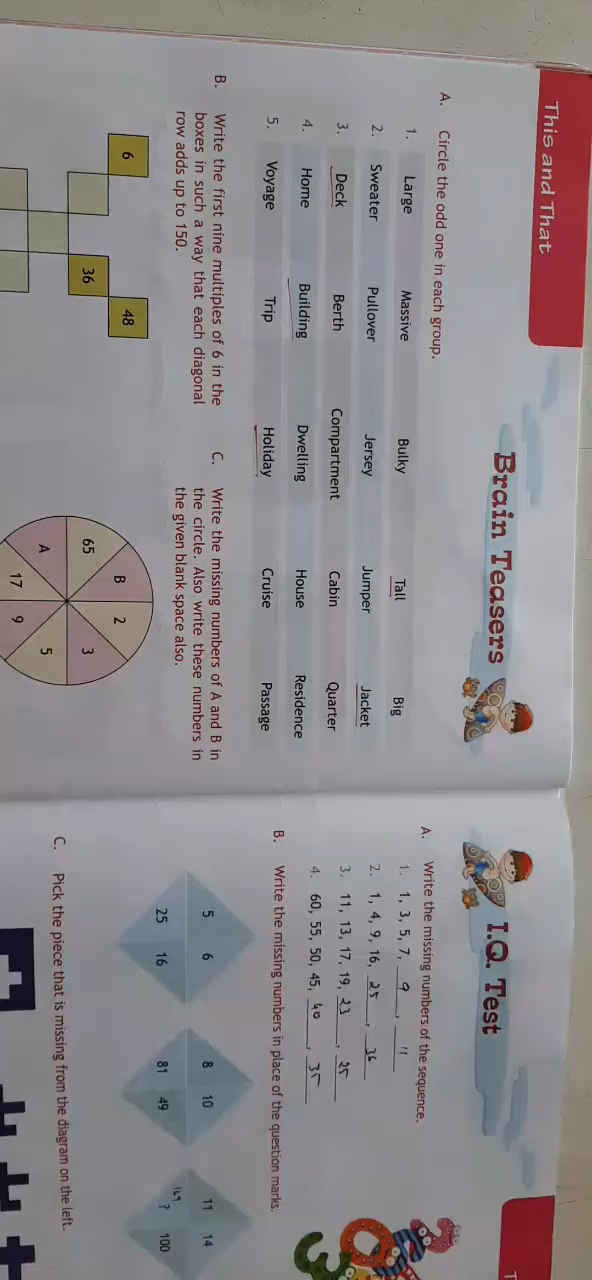 This and That
Brain Teasers
A. Circle the odd one in each group.
1. Large Massive Bulky Tall Big
2. Sweater Pullover Jersey Jumper Jacket
3. Deck Berth Compartment Cabin Quarter
4. Home Building Dwelling House Residence
5. Voyage Trip Holiday Cruise Passage
B. Write the first nine multiples of 6 in the
boxes in such a way that each diagonal
row adds up to 150.
6
48
36
C. Write the missing numbers of A and B in
the circle. Also write these numbers in
the given blank space also.
B 2
65 3
A 5
17 9
I.Q. Test
A. Write the missing numbers of the sequence.
1. 1, 3, 5, 7, 9, 11
2. 1, 4, 9, 16, 25, 36
3. 11, 13, 17, 19, 23, 25
4. 60, 55, 50, 45, 40, 35
B. Write the missing numbers in place of the question marks.
5 6 8 10 11 14
25 16 81 49 169 ? 100
C. Pick the piece that is missing from the diagram on the left.